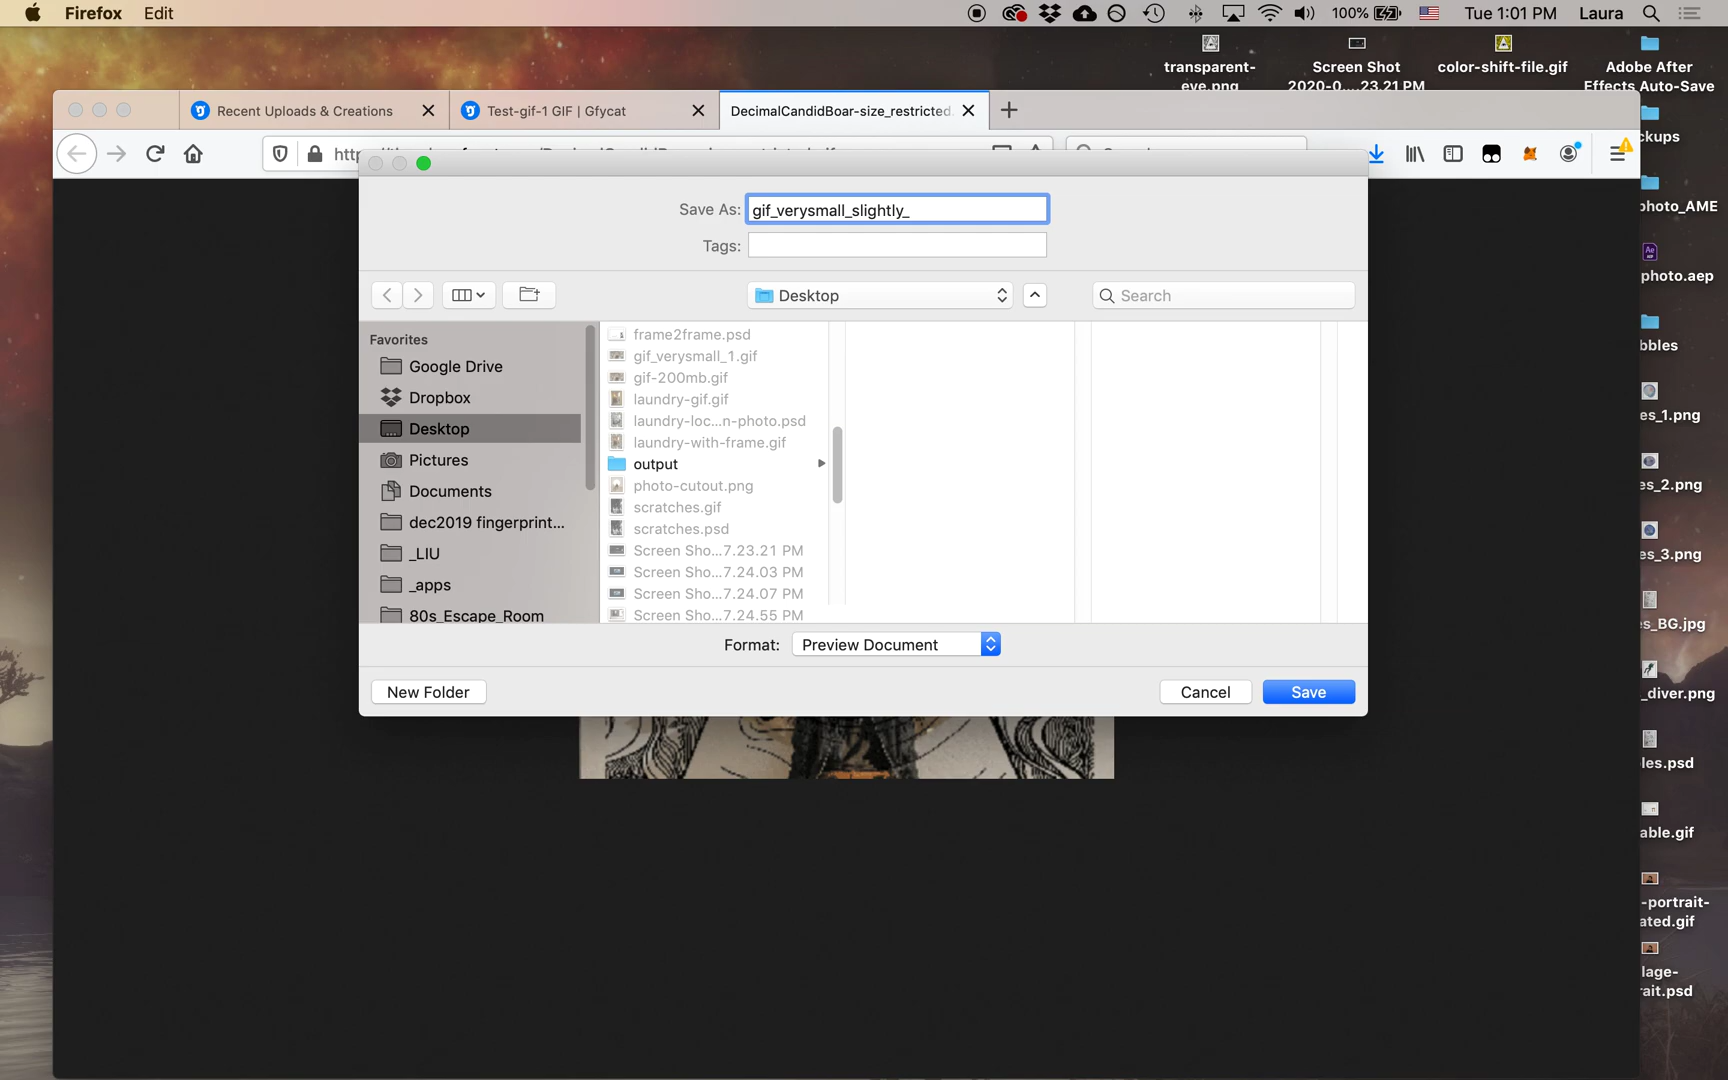 Firefox Edit 100% Tue 1:01 PM Laura
transparent-
eye.png
Screen Shot
2020-0....23.21 PM
color-shift-file.gif
Adobe After
Effects Auto-Save
Recent Uploads & Creations
Test-gif-1 GIF | Gfycat
DecimalCandidBoar-size_restricted.
kups
Save As: gif_verysmall_slightly_
Tags:
photo_AME
Desktop
Search
photo.aep
Favorites
Google Drive
Dropbox
Desktop
Pictures
Documents
dec2019 fingerprint...
_LIU
_apps
80s_Escape_Room
frame2frame.psd
gif_verysmall_1.gif
gif-200mb.gif
laundry-gif.gif
laundry-loc...n-photo.psd
laundry-with-frame.gif
output
photo-cutout.png
scratches.gif
scratches.psd
Screen Sho...7.23.21 PM
Screen Sho...7.24.03 PM
Screen Sho...7.24.07 PM
Screen Sho...7.24.55 PM
bbles
es_1.png
es_2.png
es_3.png
es_BG.jpg
Format: Preview Document
New Folder
Cancel
Save
_diver.png
les.psd
able.gif
-portrait-
ated.gif
lage-
rait.psd